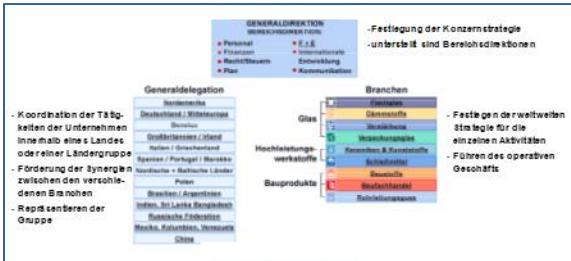 GENERALDIREKTION
BEREICHSDIREKTION
Personal
F + E
Finanzen
Internationale
Recht/Steuern
Entwicklung
Plan
Kommunikation
-Festlegung der Konzernstrategie
-unterstellt sind Bereichsdirektionen
Generaldelegation
- Koordination der Tätig-
keiten der Unternehmen
innerhalb eines Landes
oder reiner Ländergruppe
- Förderung der Synergien
zwischen den verschie-
denen Branchen
- Repräsentieren der
Gruppe
Nordamerika
Deutschland / Mitteleuropa
Benelux
Großbritannien / Irland
Italien / Griechenland
Spanien / Portugal / Marokko
Nordische + Baltische Länder
Polen
Brasilien / Argentinien
Indien, Sri Lanka Bangladesh
Russische Föderation
Mexiko, Kolumbien, Venezuela
China
Branchen
Glas
Hochleistungs-
werkstoffe
Bauprodukte
Flachglas
Dämmstoffe
Verpackungsglas
Keramiken & Kunststoffe
Schleifmittel
Baustoffe
Baufachhandel
Rohrleitungsguss
- Festlegen der weltweiten
Strategie für die
einzelnen Aktivitäten
- Führen des operativen
Geschäfts